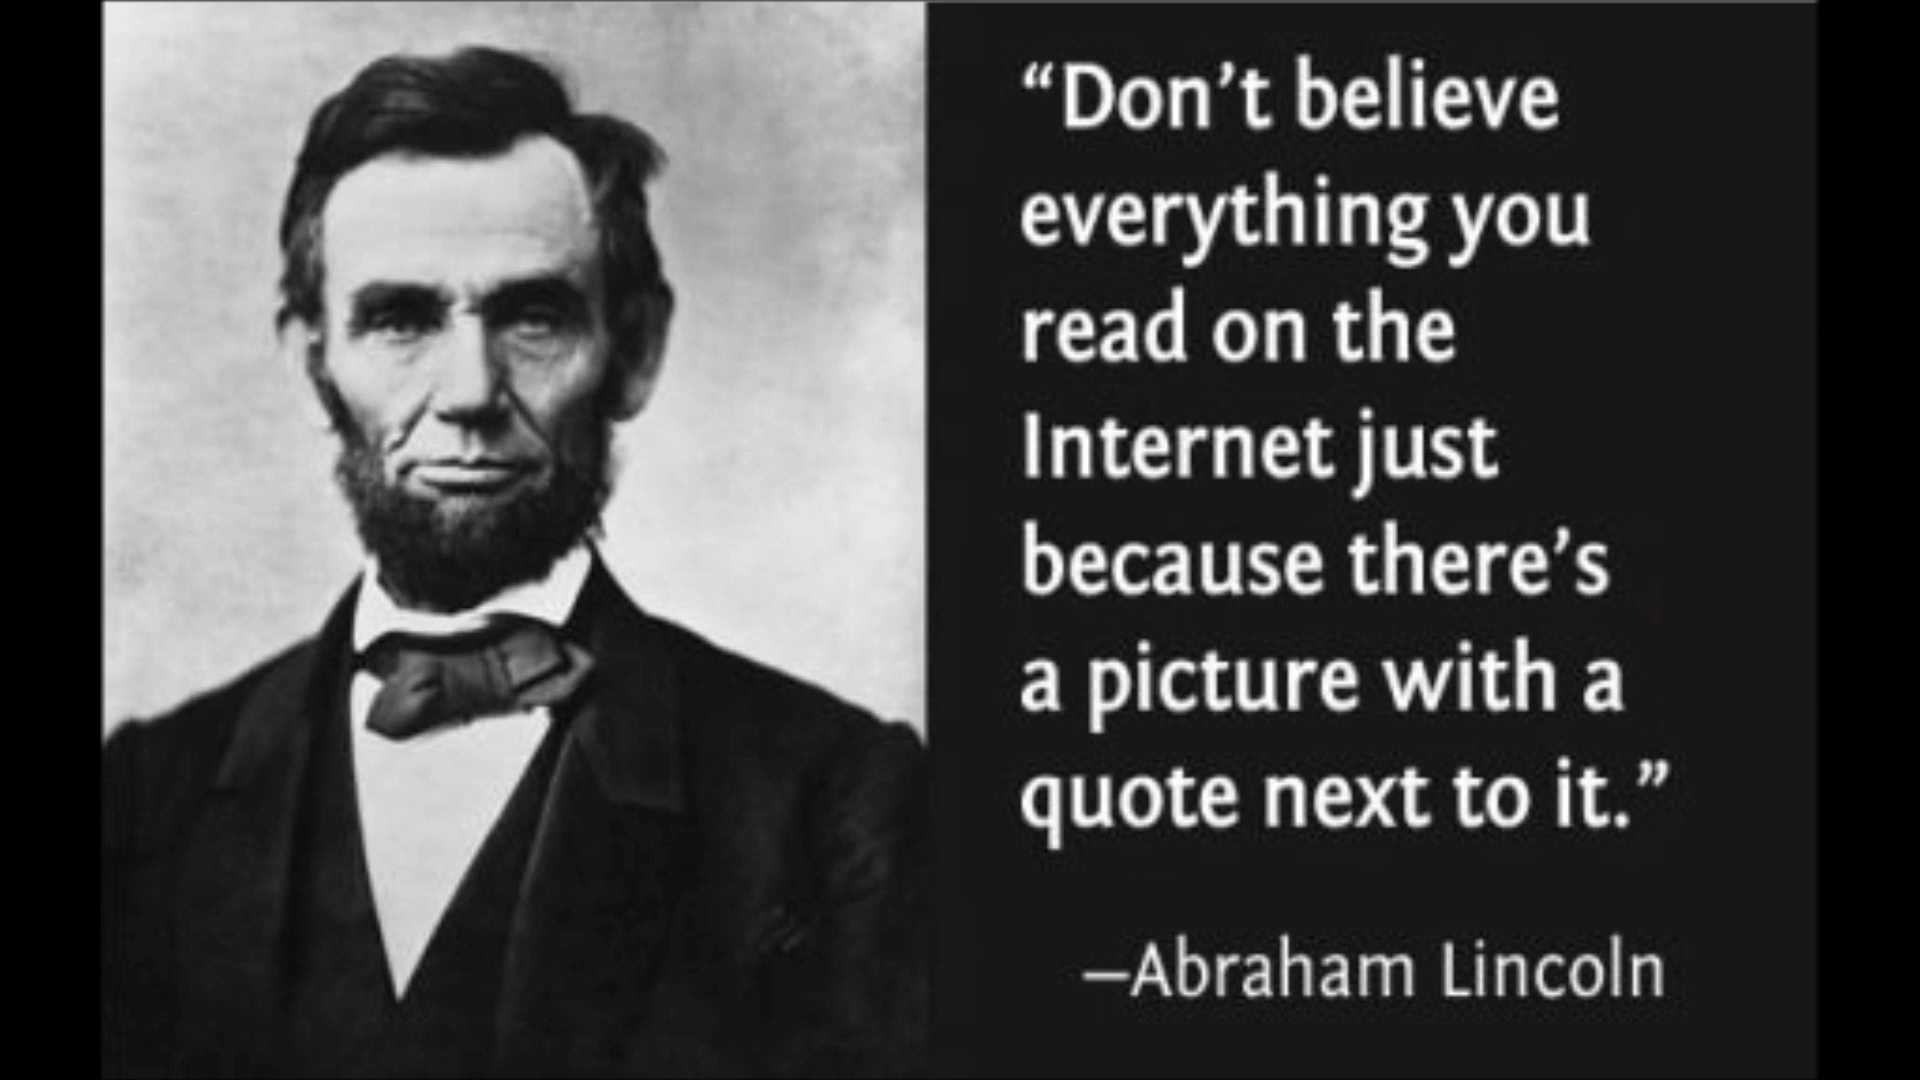 “Don’t believe
everything you
read on the
Internet just
because there’s
a picture with a
quote next to it.”
—Abraham Lincoln